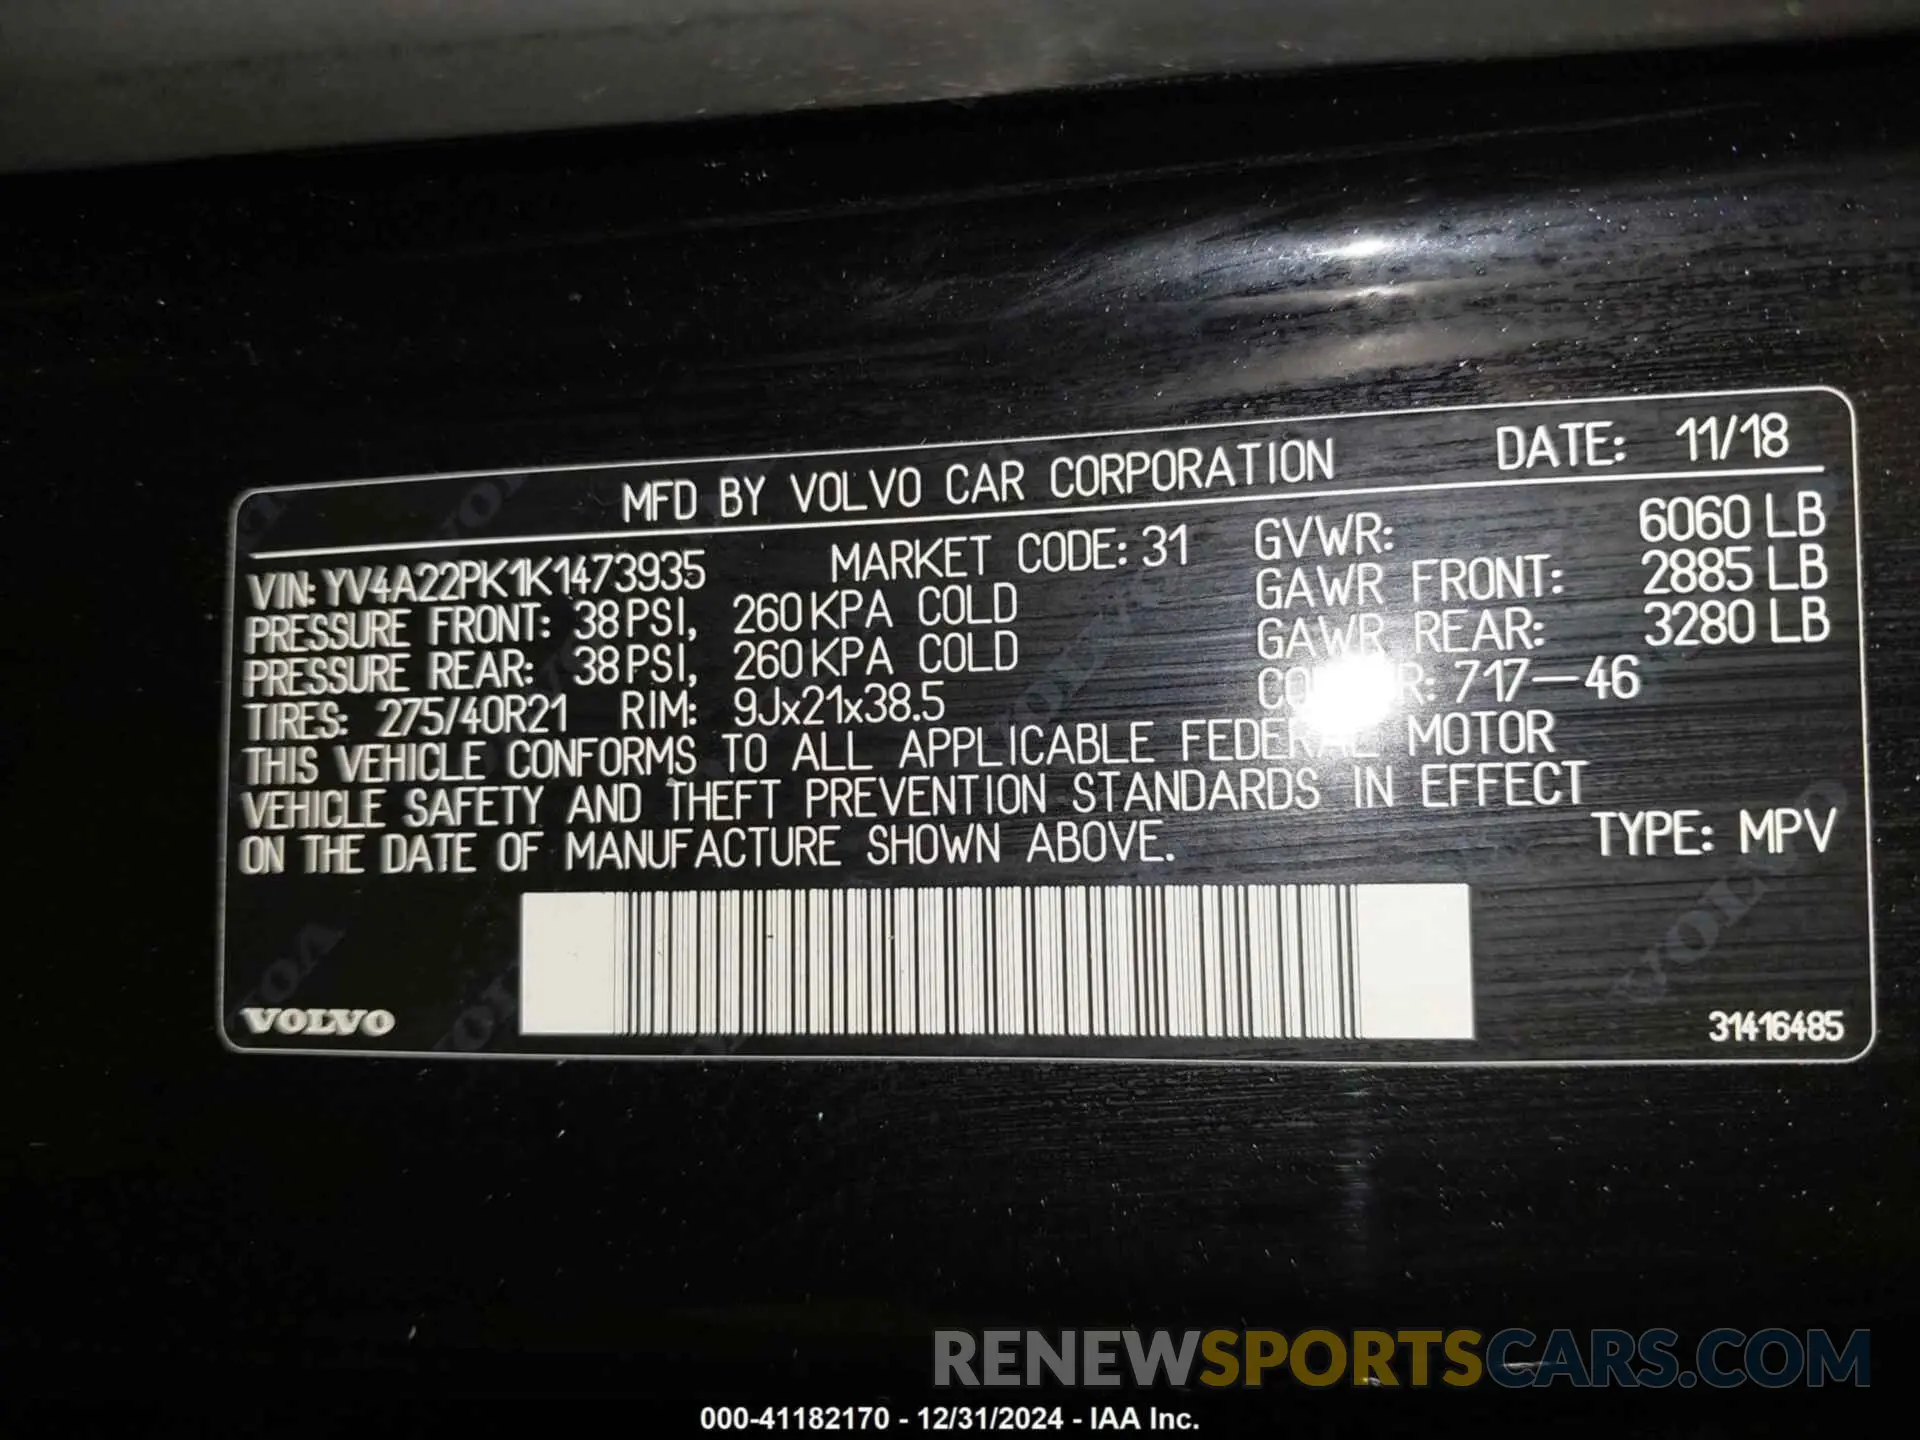 MFD BY VOLVO CAR CORPORATION DATE: 11/18
VIN: YV4A22PK1K1473935 MARKET CODE: 31 GVWR: 6060 LB
PRESSURE FRONT: 38 PSI, 260 KPA COLD GAWR FRONT: 2885 LB
PRESSURE REAR: 38 PSI, 260 KPA COLD GAWR REAR: 3280 LB
TIRES: 275/40R21 RIM: 9Jx21x38.5 717-46
THIS VEHICLE CONFORMS TO ALL APPLICABLE FEDERAL MOTOR
VEHICLE SAFETY AND THEFT PREVENTION STANDARDS IN EFFECT
ON THE DATE OF MANUFACTURE SHOWN ABOVE. TYPE: MPV
VOLVO 31416485
RENEWSPORTSCARS.COM
000-41182170 - 12/31/2024 - IAA Inc.